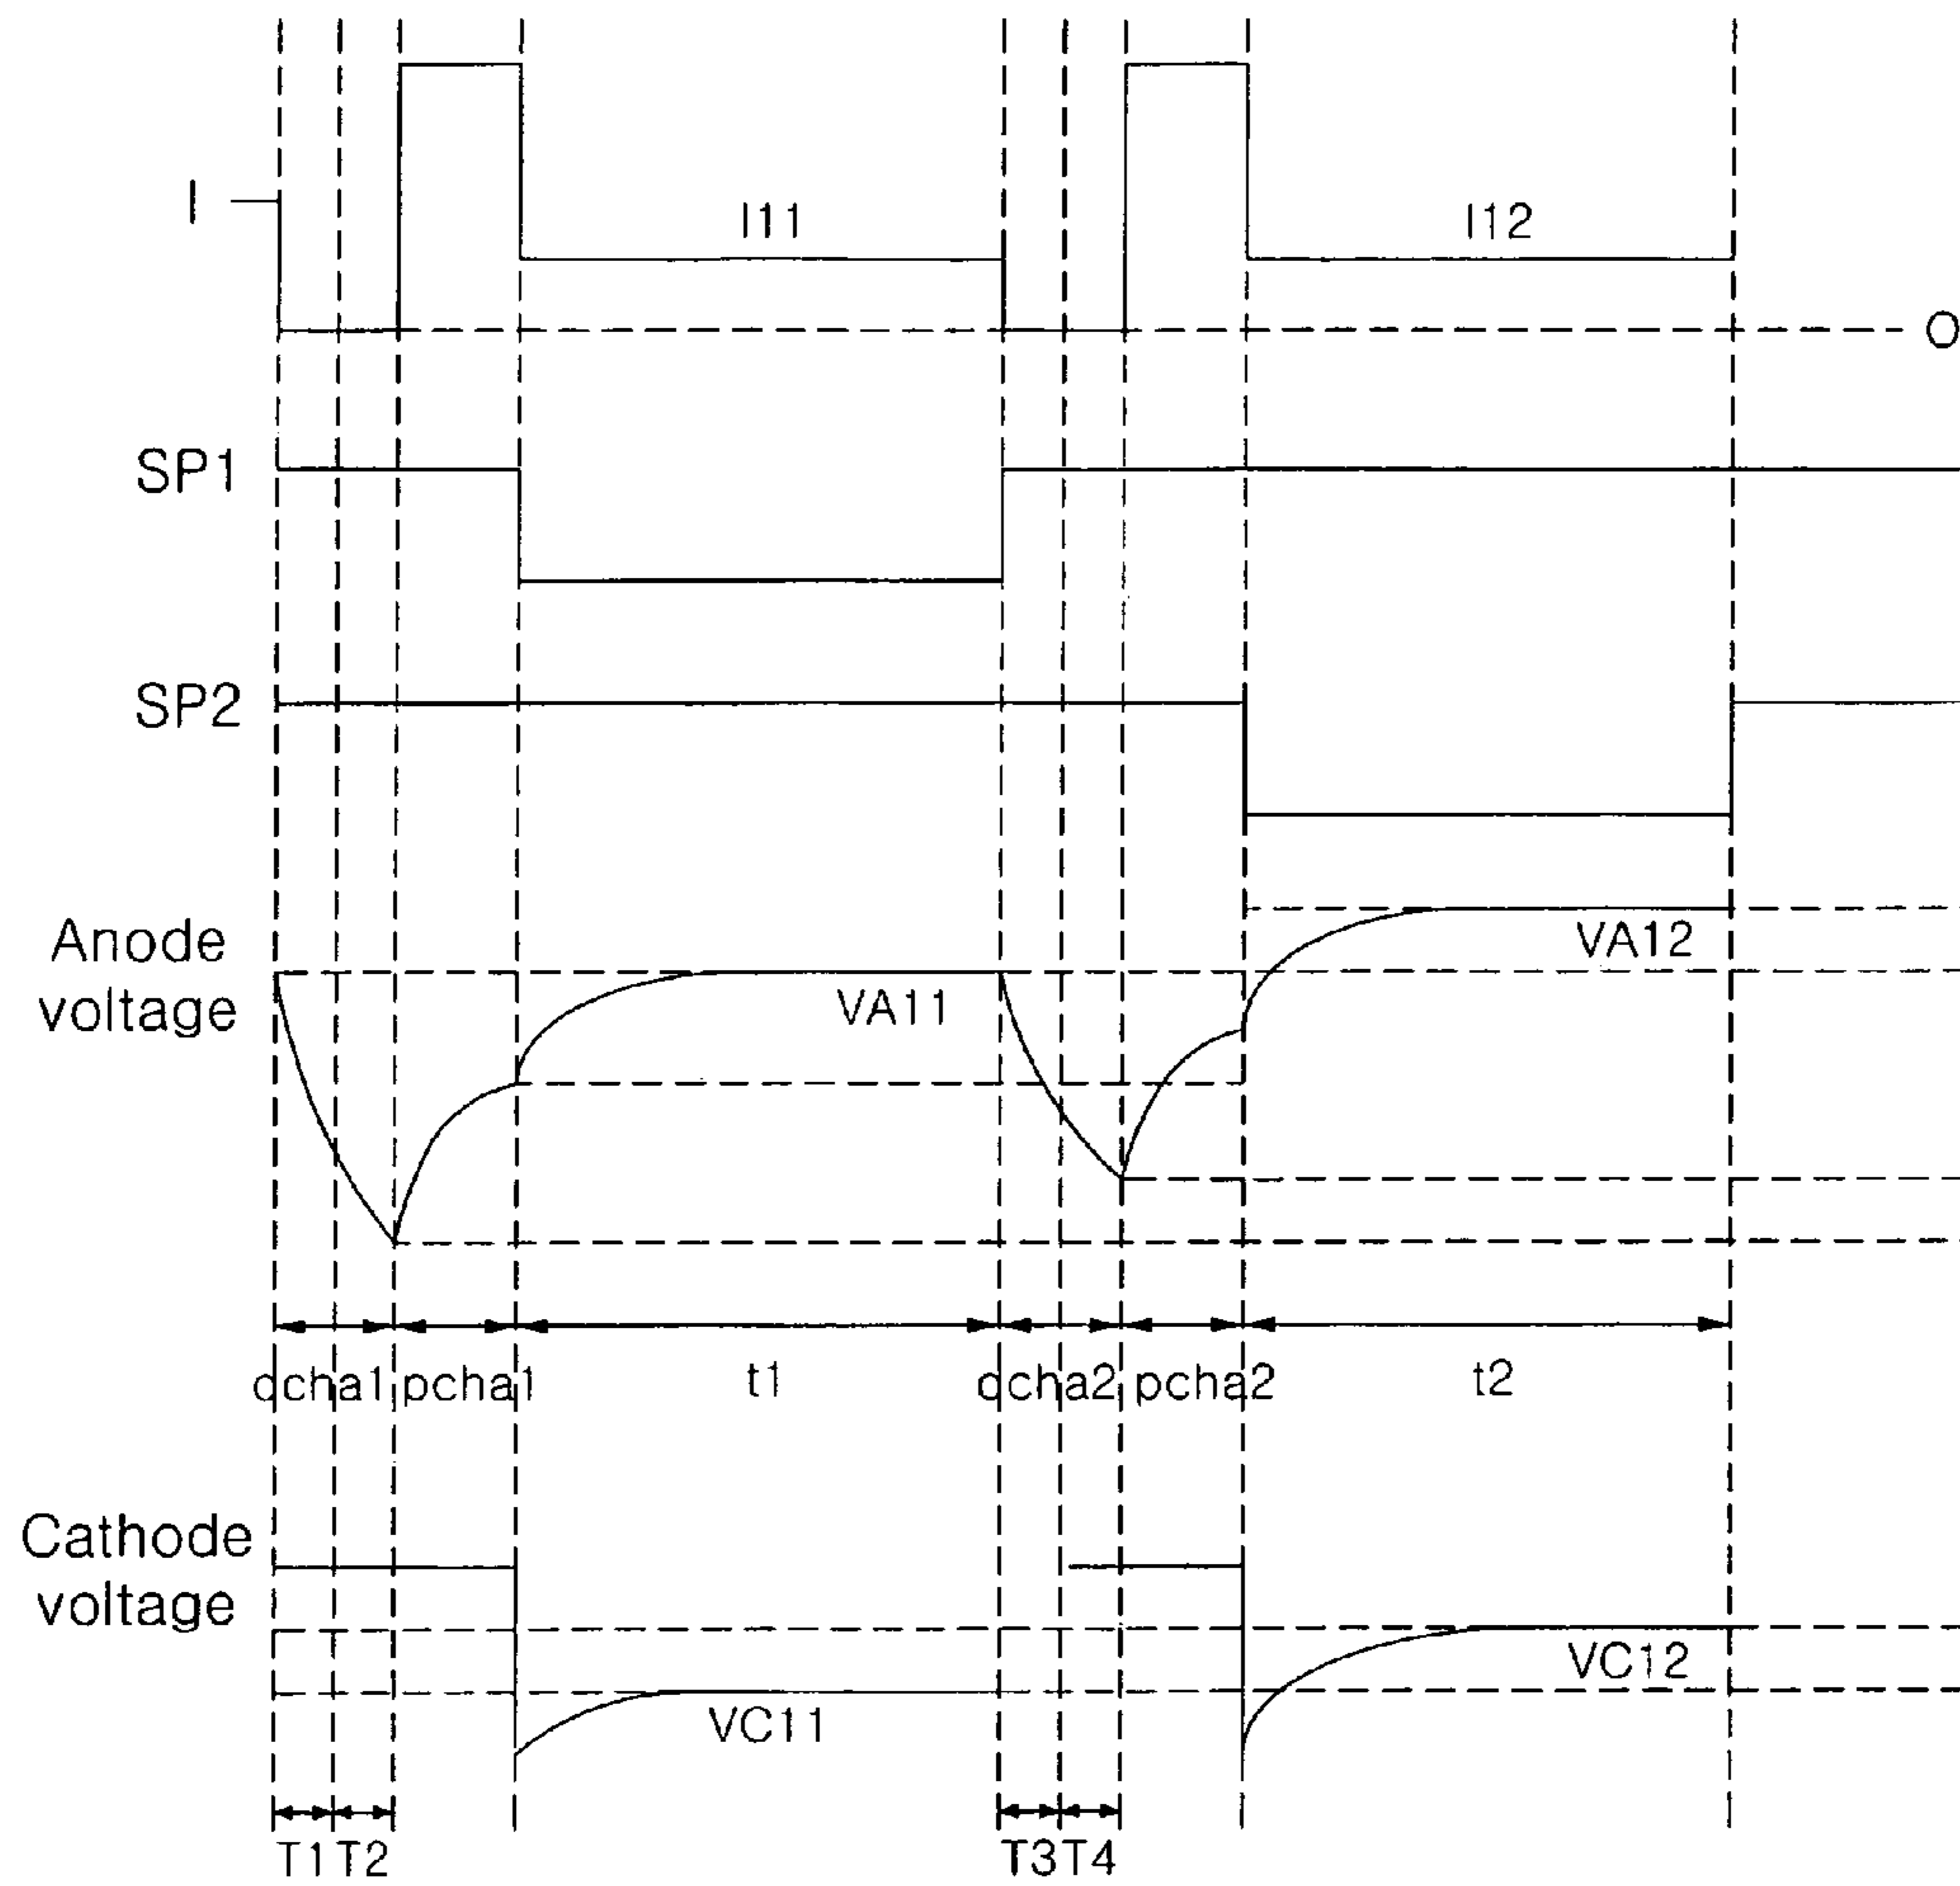 I
I11
I12
0
SP1
SP2
Anode
voltage
VA11
VA12
dcha1
pcha1
t1
dcha2
pcha2
t2
Cathode
voltage
VC11
VC12
T1
T2
T3
T4